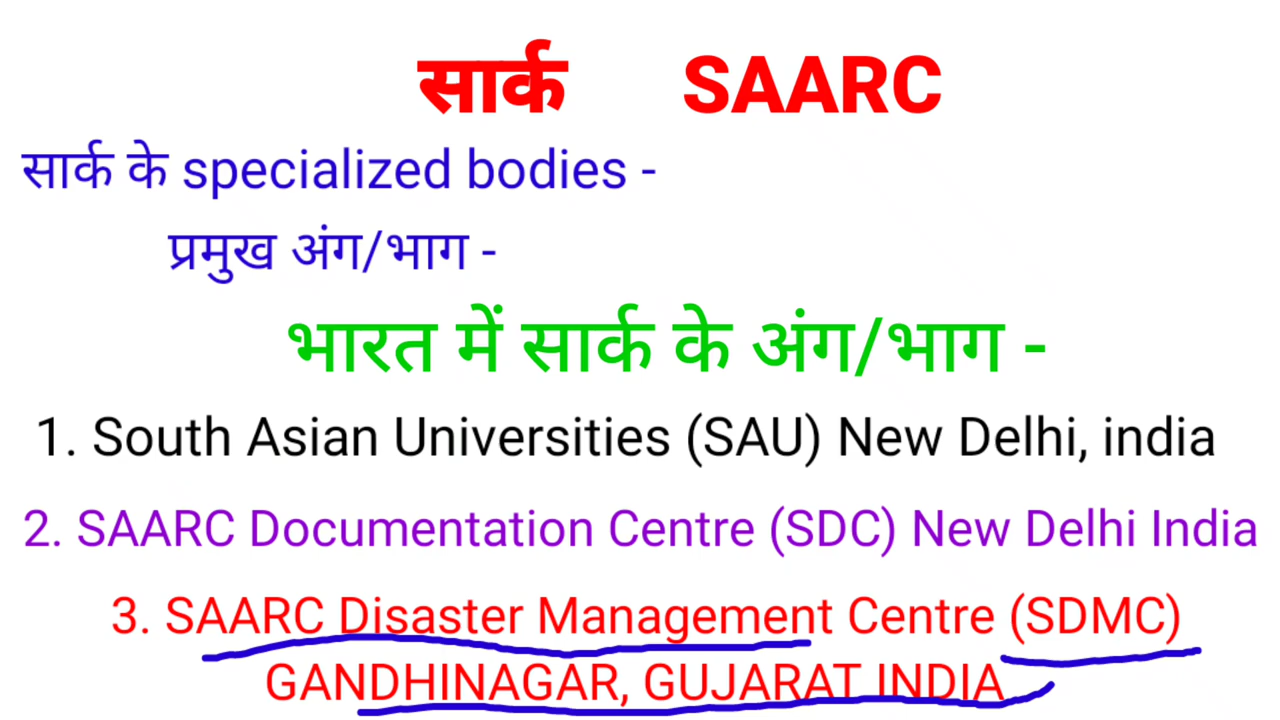 सार्क SAARC
सार्क के specialized bodies -
प्रमुख अंग/भाग -
भारत में सार्क के अंग/भाग -
1. South Asian Universities (SAU) New Delhi, india
2. SAARC Documentation Centre (SDC) New Delhi India
3. SAARC Disaster Management Centre (SDMC)
GANDHINAGAR, GUJARAT INDIA